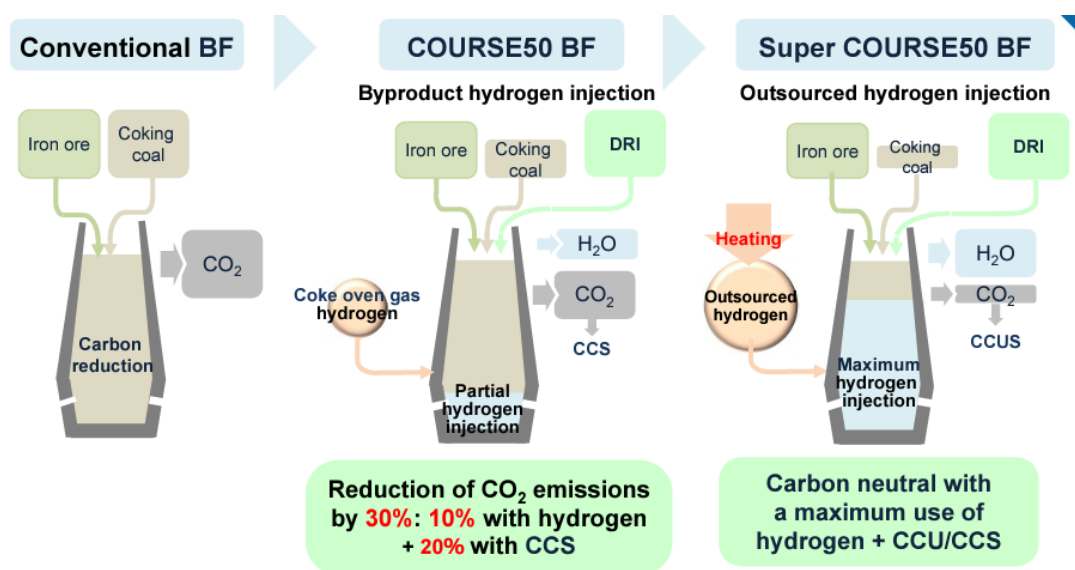 Conventional BF
Iron ore
Coking
coal
CO₂
Carbon
reduction
COURSE50 BF
Byproduct hydrogen injection
Iron ore
Coking
coal
DRI
H₂O
CO₂
CCS
Coke oven gas
hydrogen
Partial
hydrogen
injection
Reduction of CO₂ emissions
by 30%: 10% with hydrogen
+ 20% with CCS
Super COURSE50 BF
Outsourced hydrogen injection
Iron ore
Coking
coal
DRI
Heating
Outsourced
hydrogen
H₂O
CO₂
CCUS
Maximum
hydrogen
injection
Carbon neutral with
a maximum use of
hydrogen + CCU/CCS